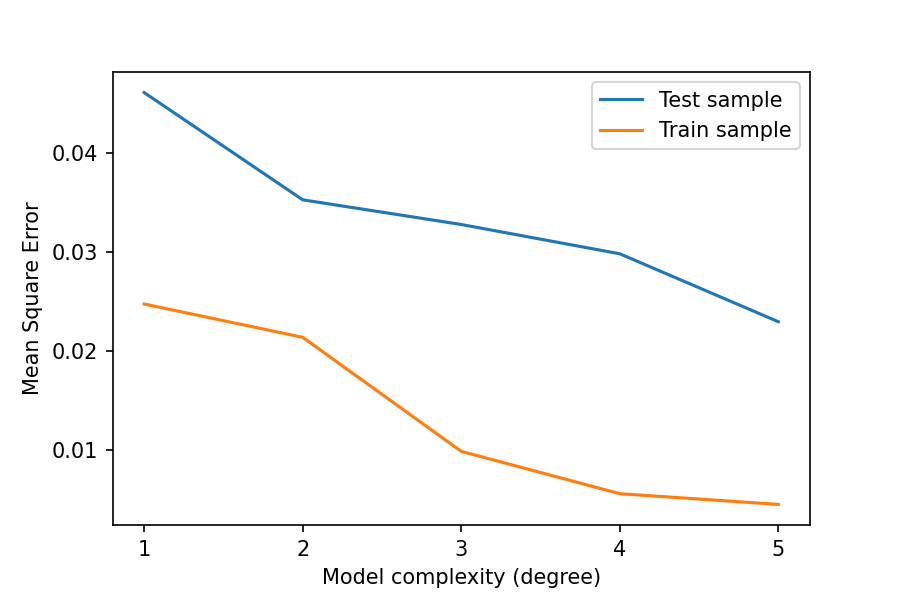 Test sample
Train sample
0.04
0.03
0.02
0.01
Mean Square Error
1 2 3 4 5
Model complexity (degree)